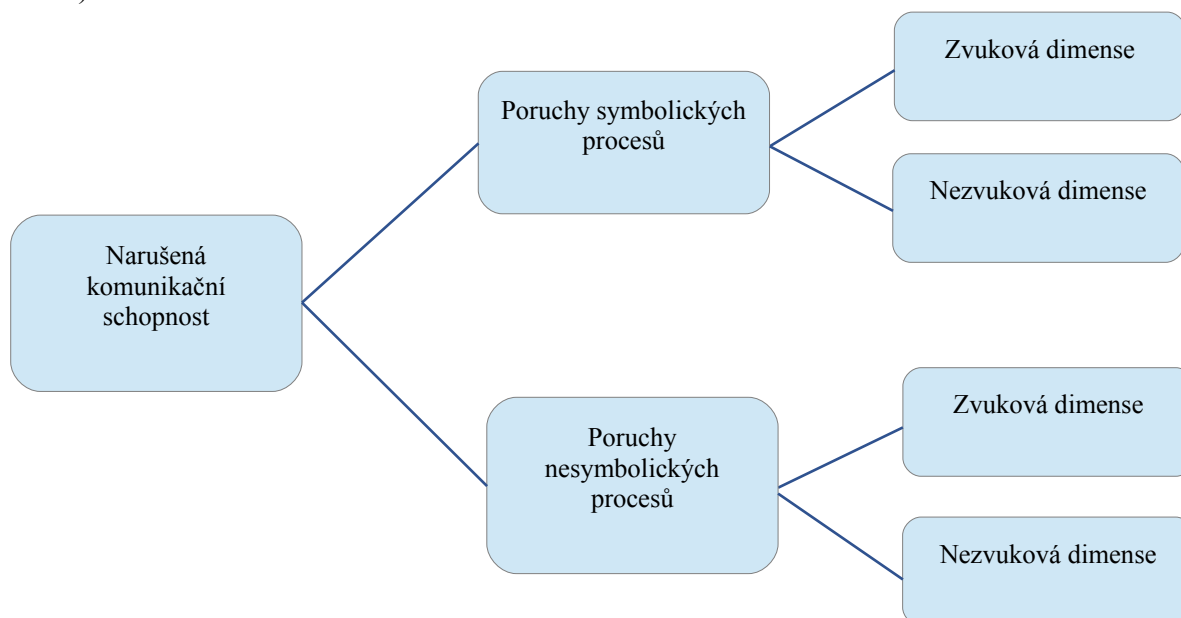 )
Zvuková dimense
Poruchy symbolických
procesů
Nezvuková dimense
Narušená
komunikační
schopnost
Zvuková dimense
Poruchy
nesymbolických
procesů
Nezvuková dimense